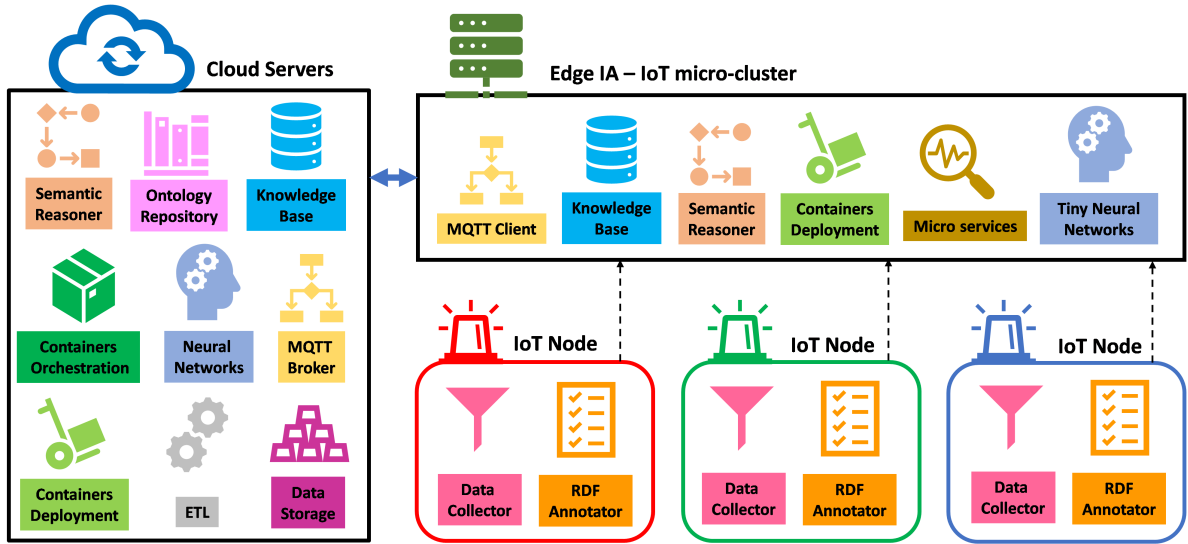 Cloud Servers
Semantic
Reasoner
Ontology
Repository
Knowledge
Base
Containers
Orchestration
Neural
Networks
MQTT
Broker
Containers
Deployment
ETL
Data
Storage
Edge IA – IoT micro-cluster
MQTT Client
Knowledge
Base
Semantic
Reasoner
Containers
Deployment
Micro services
Tiny Neural
Networks
IoT Node
Data
Collector
RDF
Annotator
IoT Node
Data
Collector
RDF
Annotator
IoT Node
Data
Collector
RDF
Annotator